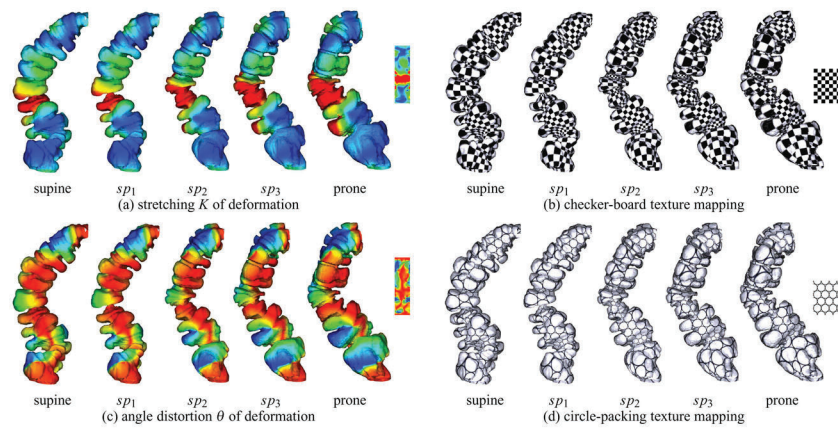 supine sp₁ sp₂ sp₃ prone
(a) stretching K of deformation
supine sp₁ sp₂ sp₃ prone
(b) checker-board texture mapping
supine sp₁ sp₂ sp₃ prone
(c) angle distortion θ of deformation
supine sp₁ sp₂ sp₃ prone
(d) circle-packing texture mapping